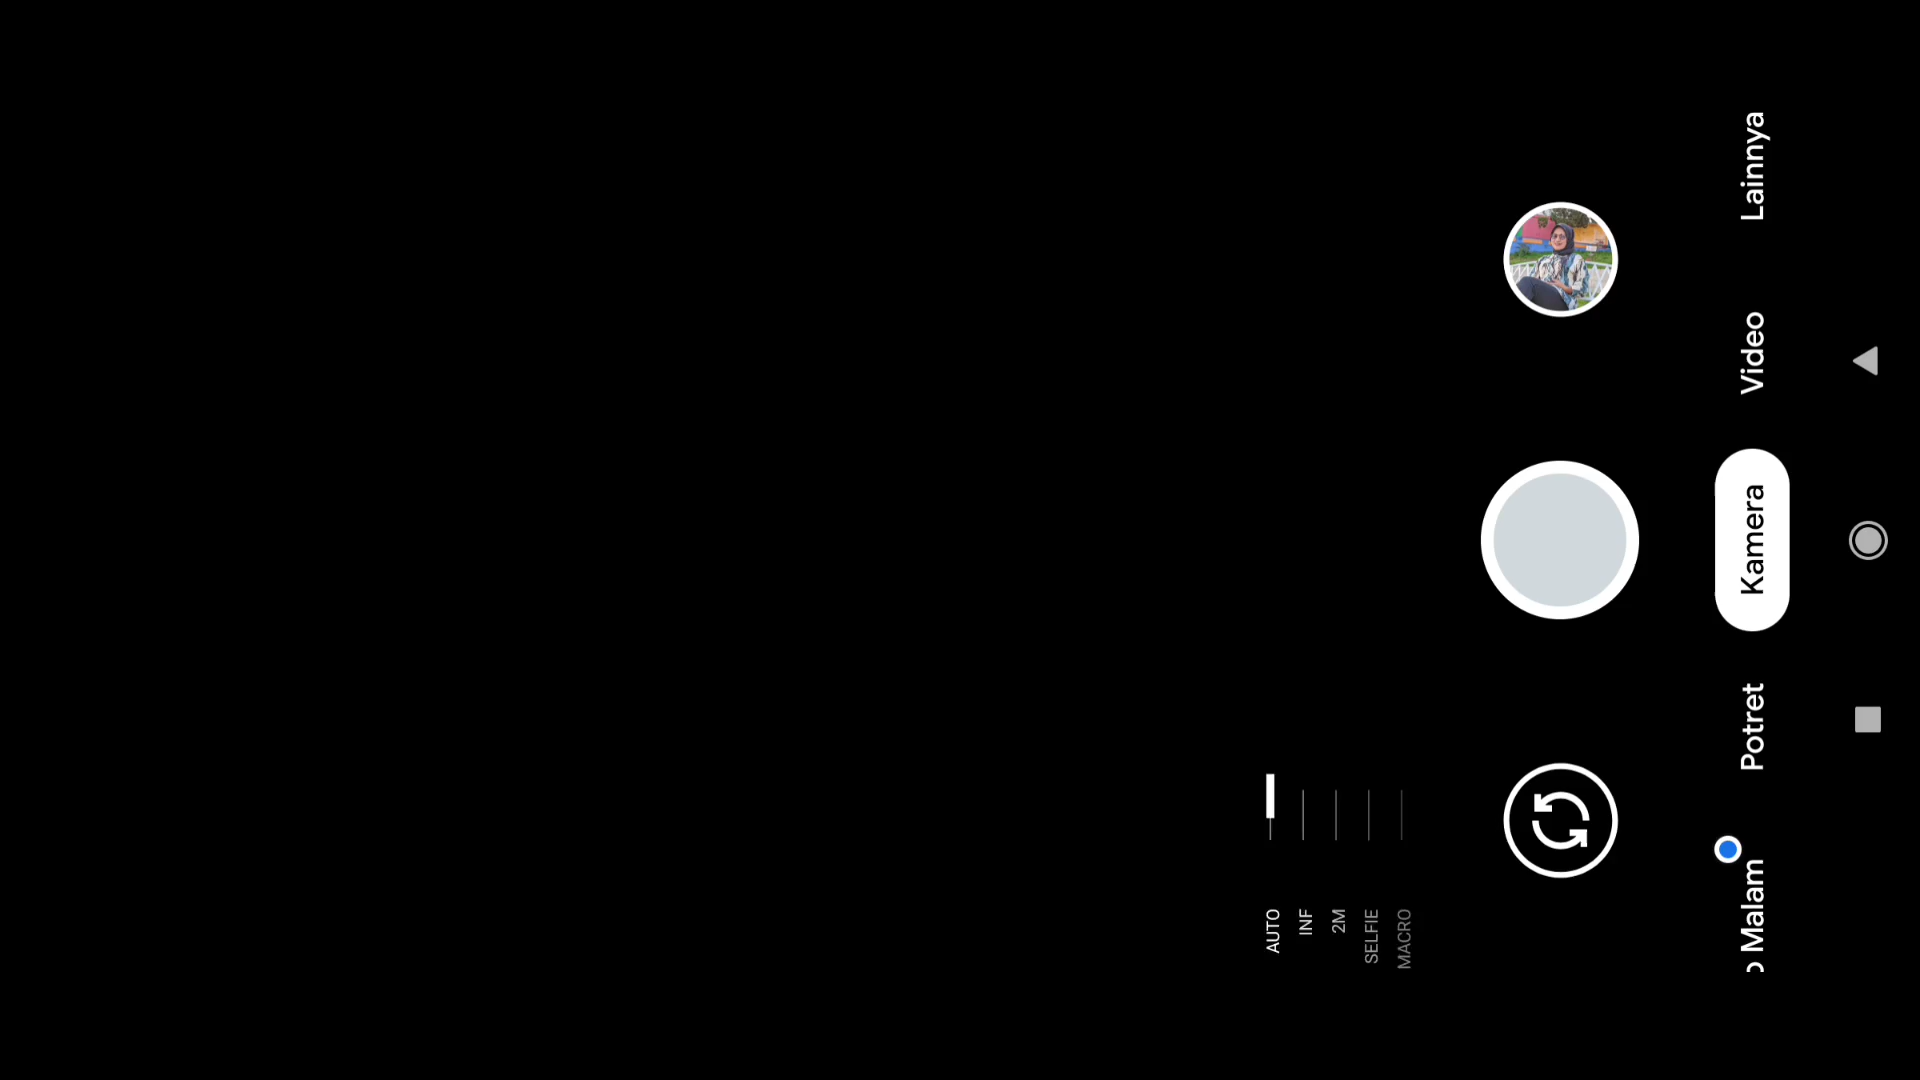 AUTO
INF
2M
SELFIE
MACRO
Malam
Potret
Kamera
Video
Lainnya